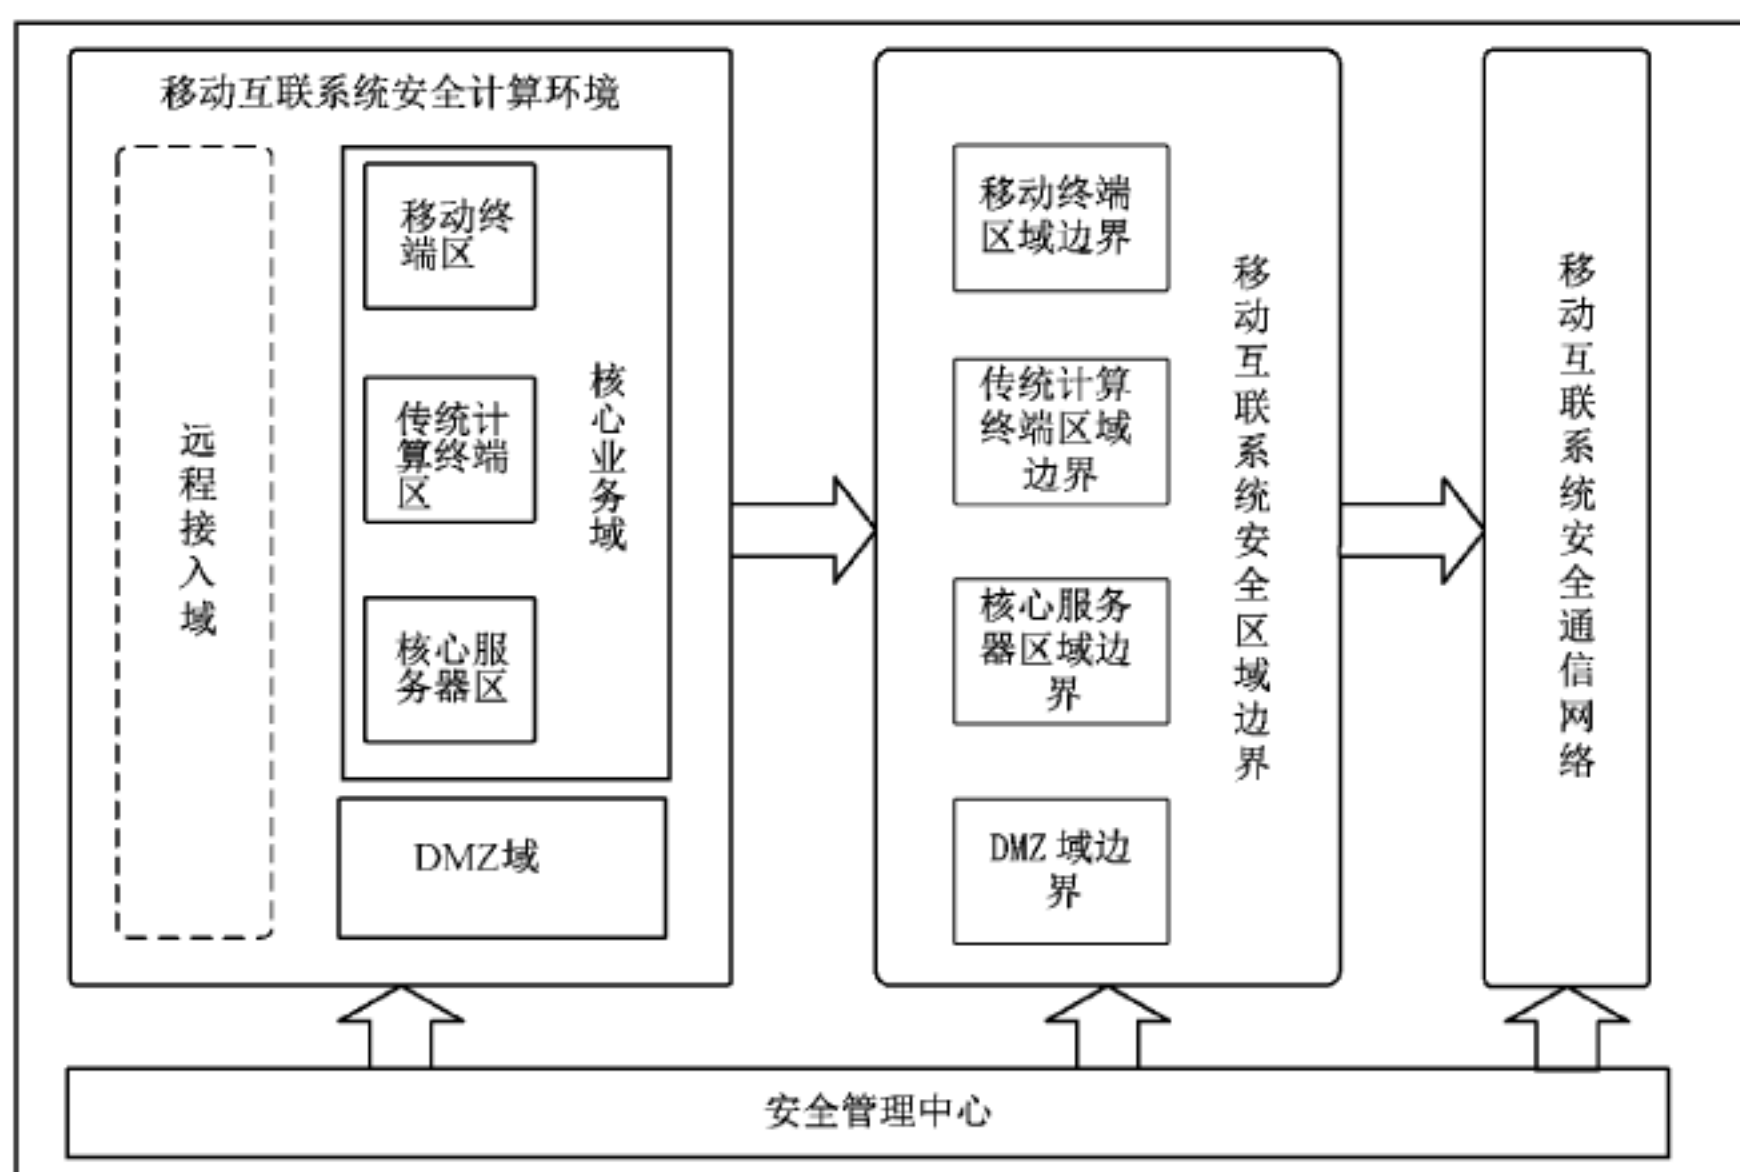 移动互联系统安全计算环境
远程接入域
移动终
端区
传统计
算终端
区
核心服
务器区
核心业务域
DMZ域
移动终端
区域边界
传统计算
终端区域
边界
核心服务
器区域边
界
DMZ 域边
界
移动互联系统安全区域边界
移动互联系统安全通信网络
安全管理中心